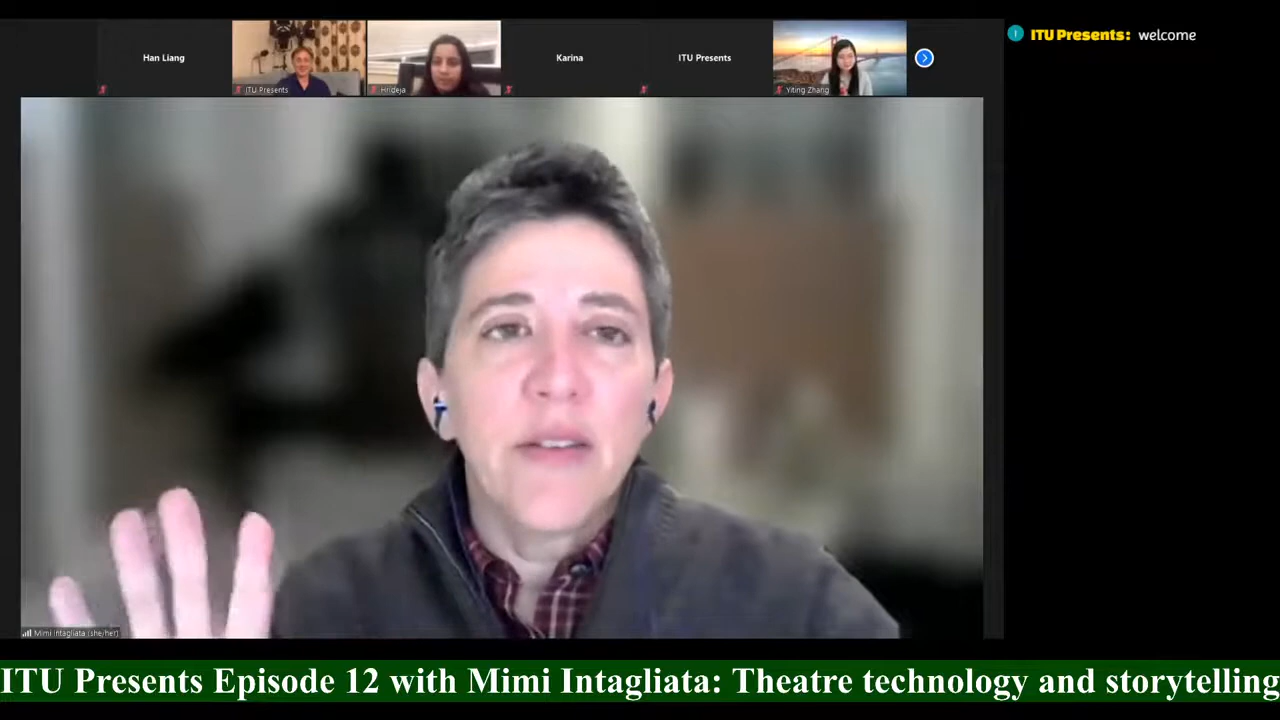 Han Liang
ITU Presents
Hrideja
Karina
ITU Presents
Yiting Zhang
ITU Presents: welcome
Mimi Intagliata (she/her)
ITU Presents Episode 12 with Mimi Intagliata: Theatre technology and storytelling